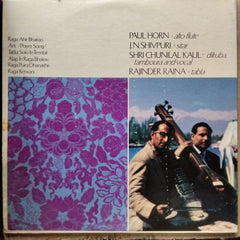 Raga Ahir Bhairav
Arti - "Prayer Song"
Tabla Solo In Teental
Alap In Raga Bhairav
Raga Puria Dhanashri
Raga Kirwani
PAUL HORN - alto flute
J.N. SHIVPURI - sitar
SHRI CHUNILAL KAUL - dilruba,
tamboura and vocal
RAJINDER RAINA - tabla